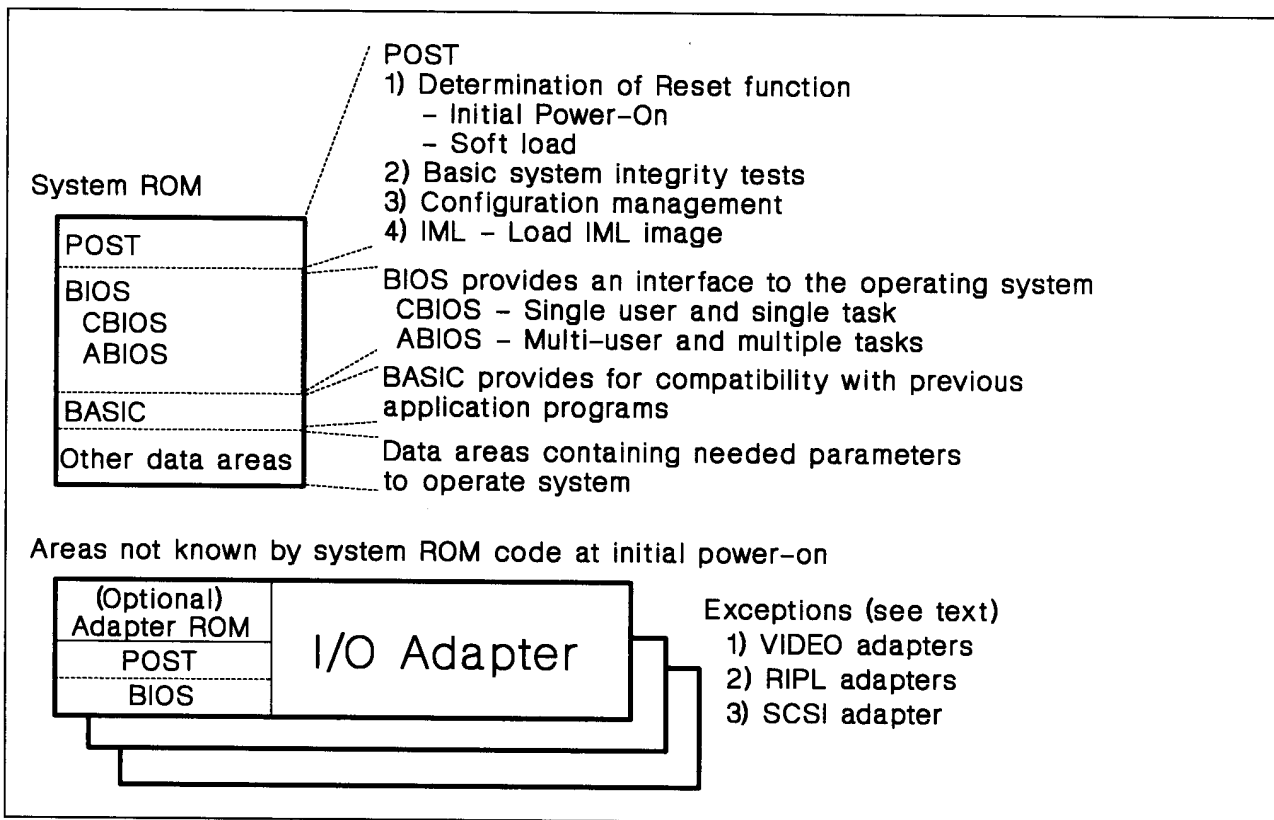 POST
1) Determination of Reset function
– Initial Power–On
– Soft load
2) Basic system integrity tests
3) Configuration management
4) IML – Load IML image
System ROM
POST
BIOS
CBIOS
ABIOS
BASIC
Other data areas
BIOS provides an interface to the operating system
CBIOS – Single user and single task
ABIOS – Multi–user and multiple tasks
BASIC provides for compatibility with previous
application programs
Data areas containing needed parameters
to operate system
Areas not known by system ROM code at initial power–on
(Optional)
Adapter ROM
POST
BIOS
I/O Adapter
Exceptions (see text)
1) VIDEO adapters
2) RIPL adapters
3) SCSI adapter